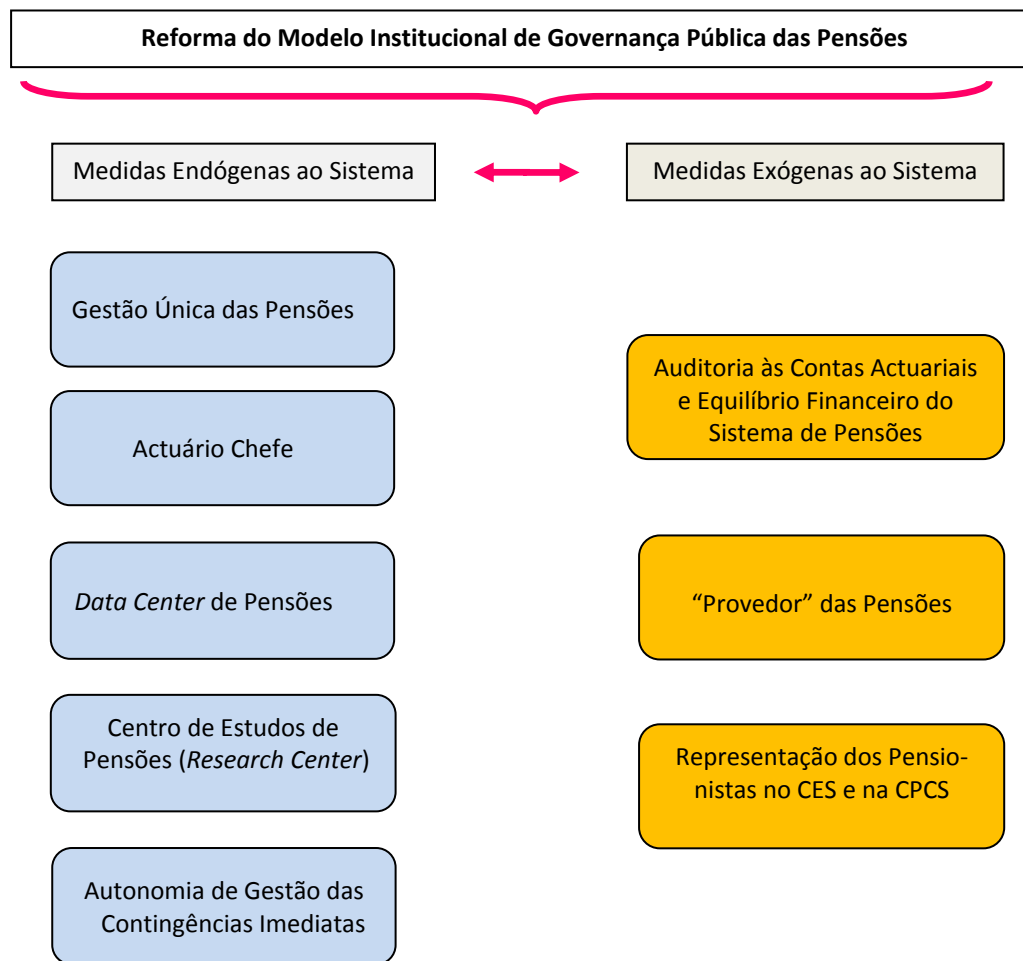 Reforma do Modelo Institucional de Governança Pública das Pensões
Medidas Endógenas ao Sistema
Medidas Exógenas ao Sistema
Gestão Única das Pensões
Actuário Chefe
Data Center de Pensões
Centro de Estudos de
Pensões (Research Center)
Autonomia de Gestão das
Contingências Imediatas
Auditoria às Contas Actuariais
e Equilíbrio Financeiro do
Sistema de Pensões
“Provedor” das Pensões
Representação dos Pensio-
nistas no CES e na CPCS